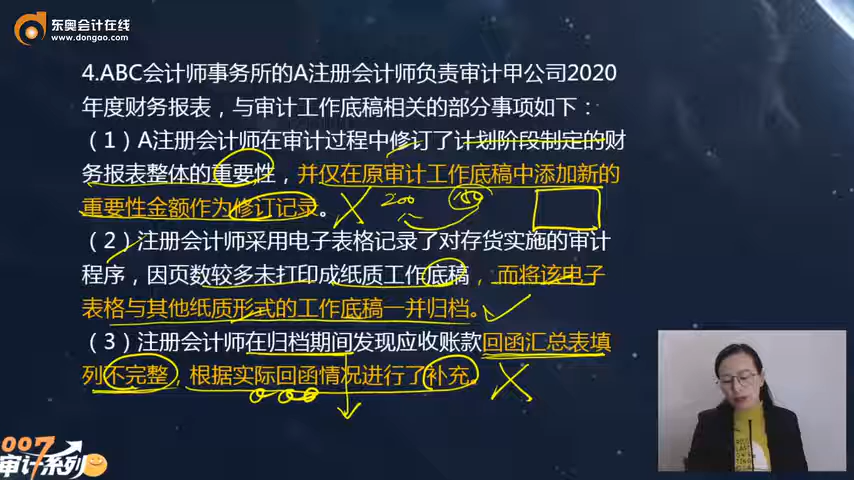 东奥会计在线
www.dongao.com
4.ABC会计师事务所的A注册会计师负责审计甲公司2020
年度财务报表，与审计工作底稿相关的部分事项如下：
（1）A注册会计师在审计过程中修订了计划阶段制定的财
务报表整体的重要性，并仅在原审计工作底稿中添加新的
重要性金额作为修订记录。
200
（2）注册会计师采用电子表格记录了对存货实施的审计
程序，因页数较多未打印成纸质工作底稿，而将该电子
表格与其他纸质形式的工作底稿一并归档。
（3）注册会计师在归档期间发现应收账款回函汇总表填
列不完整，根据实际回函情况进行了补充。
007
审计系列